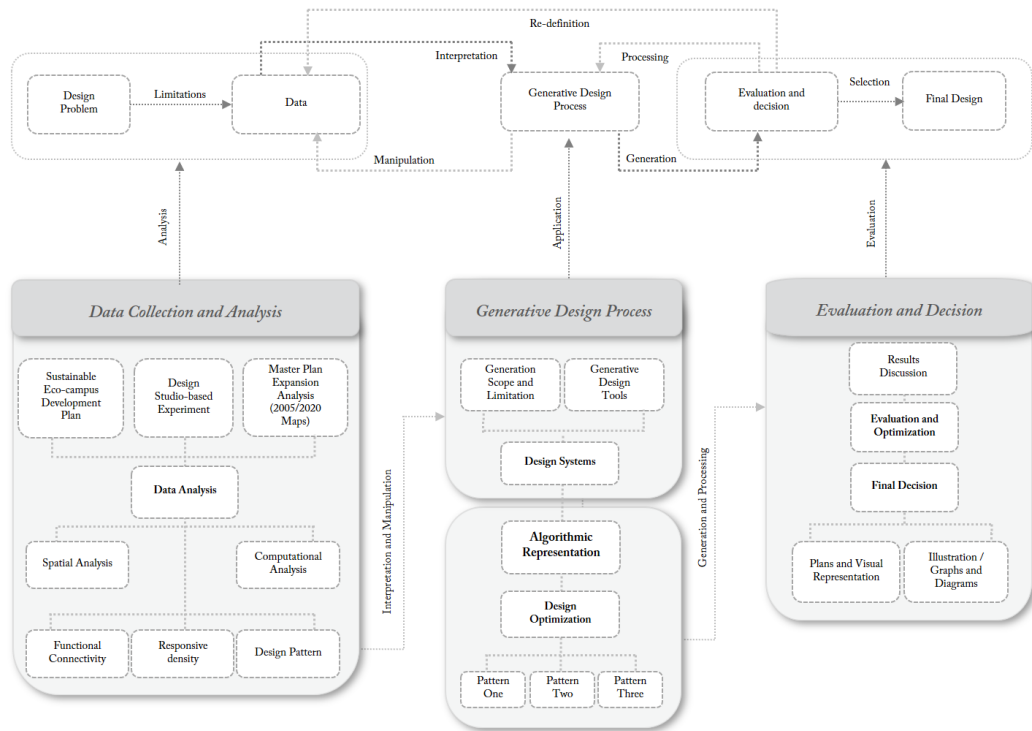 Re-definition
Interpretation
Processing
Design
Problem
Limitations
Data
Generative Design
Process
Evaluation and
decision
Selection
Final Design
Manipulation
Generation
Analysis
Application
Evaluation
Data Collection and Analysis
Sustainable
Eco-campus
Development
Plan
Design
Studio-based
Experiment
Master Plan
Expansion
Analysis
(2005/2020
Maps)
Data Analysis
Spatial Analysis
Computational
Analysis
Functional
Connectivity
Responsive
density
Design Pattern
Interpretation and Manipulation
Generative Design Process
Generation
Scope and
Limitation
Generative
Design
Tools
Design Systems
Algorithmic
Representation
Design
Optimization
Pattern
One
Pattern
Two
Pattern
Three
Generation and Processing
Evaluation and Decision
Results
Discussion
Evaluation and
Optimization
Final Decision
Plans and Visual
Representation
Illustration /
Graphs and
Diagrams